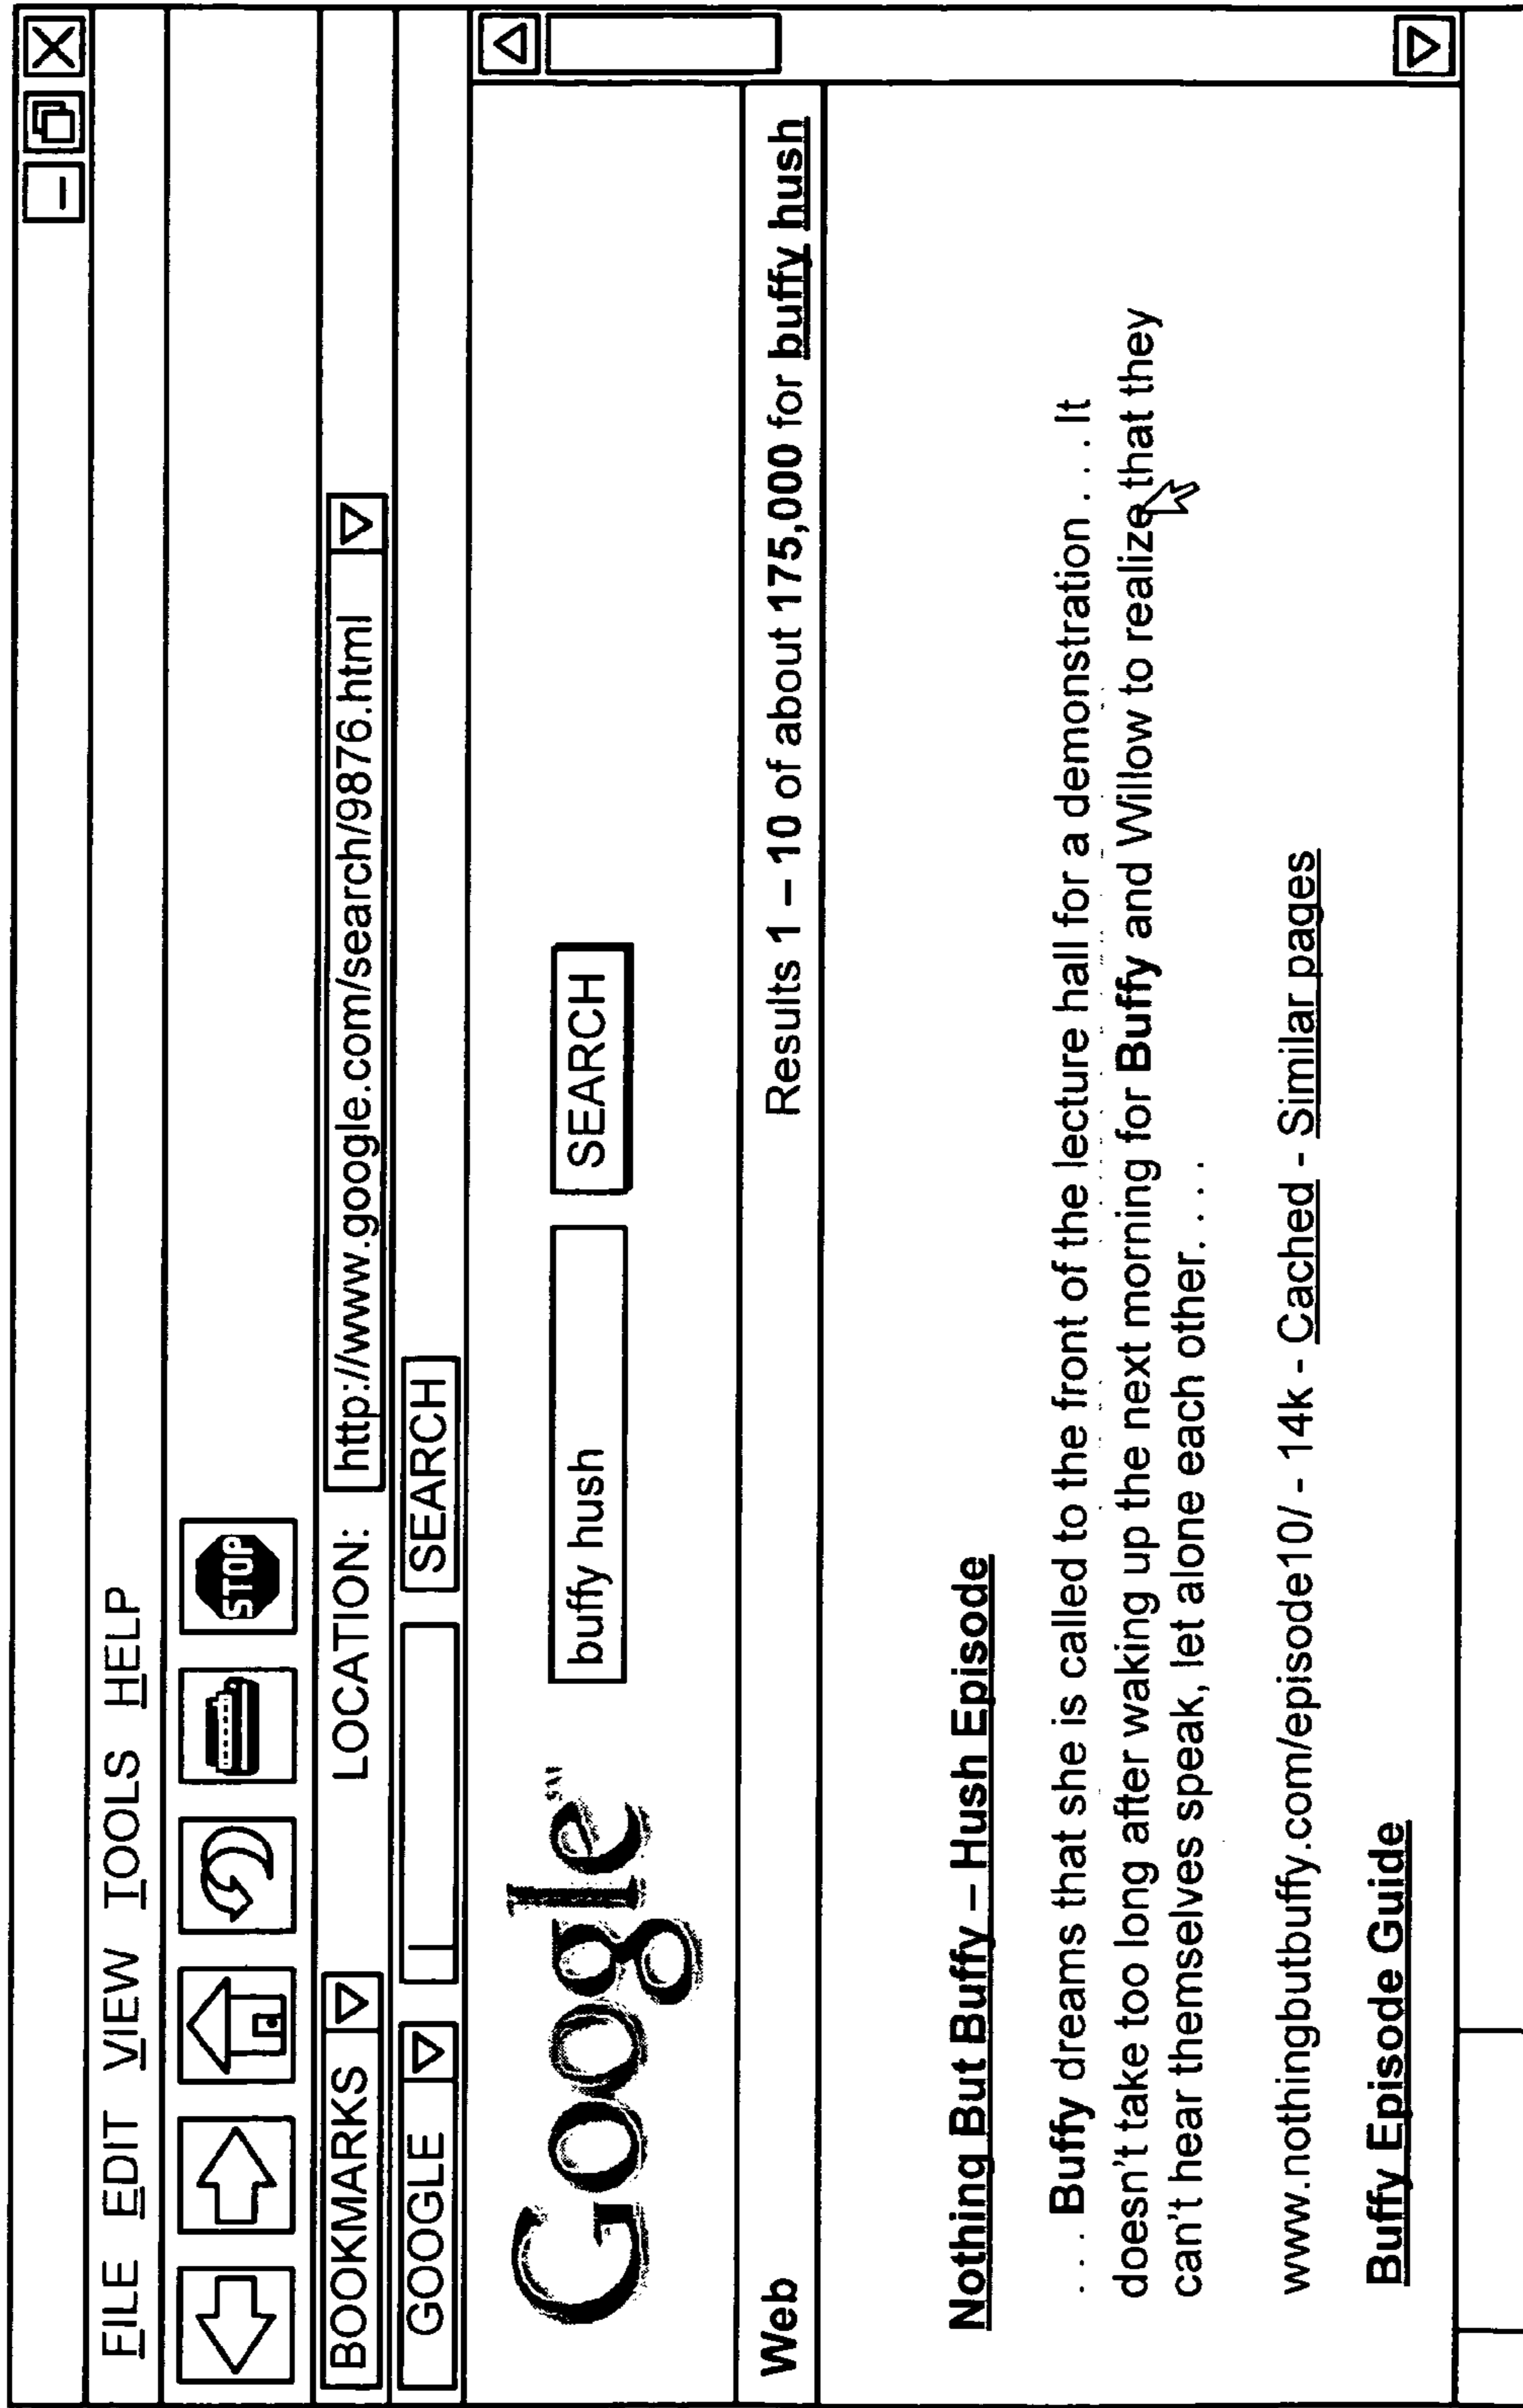 FILE EDIT VIEW TOOLS HELP
STOP
BOOKMARKS LOCATION: http://www.google.com/search/9876.html
GOOGLE SEARCH
Google SM buffy hush SEARCH
Web Results 1 – 10 of about 175,000 for buffy hush
Nothing But Buffy – Hush Episode
. . . Buffy dreams that she is called to the front of the lecture hall for a demonstration . . . It
doesn't take too long after waking up the next morning for Buffy and Willow to realize that they
can't hear themselves speak, let alone each other. . . .
www.nothingbutbuffy.com/episode10/ - 14k - Cached - Similar pages
Buffy Episode Guide